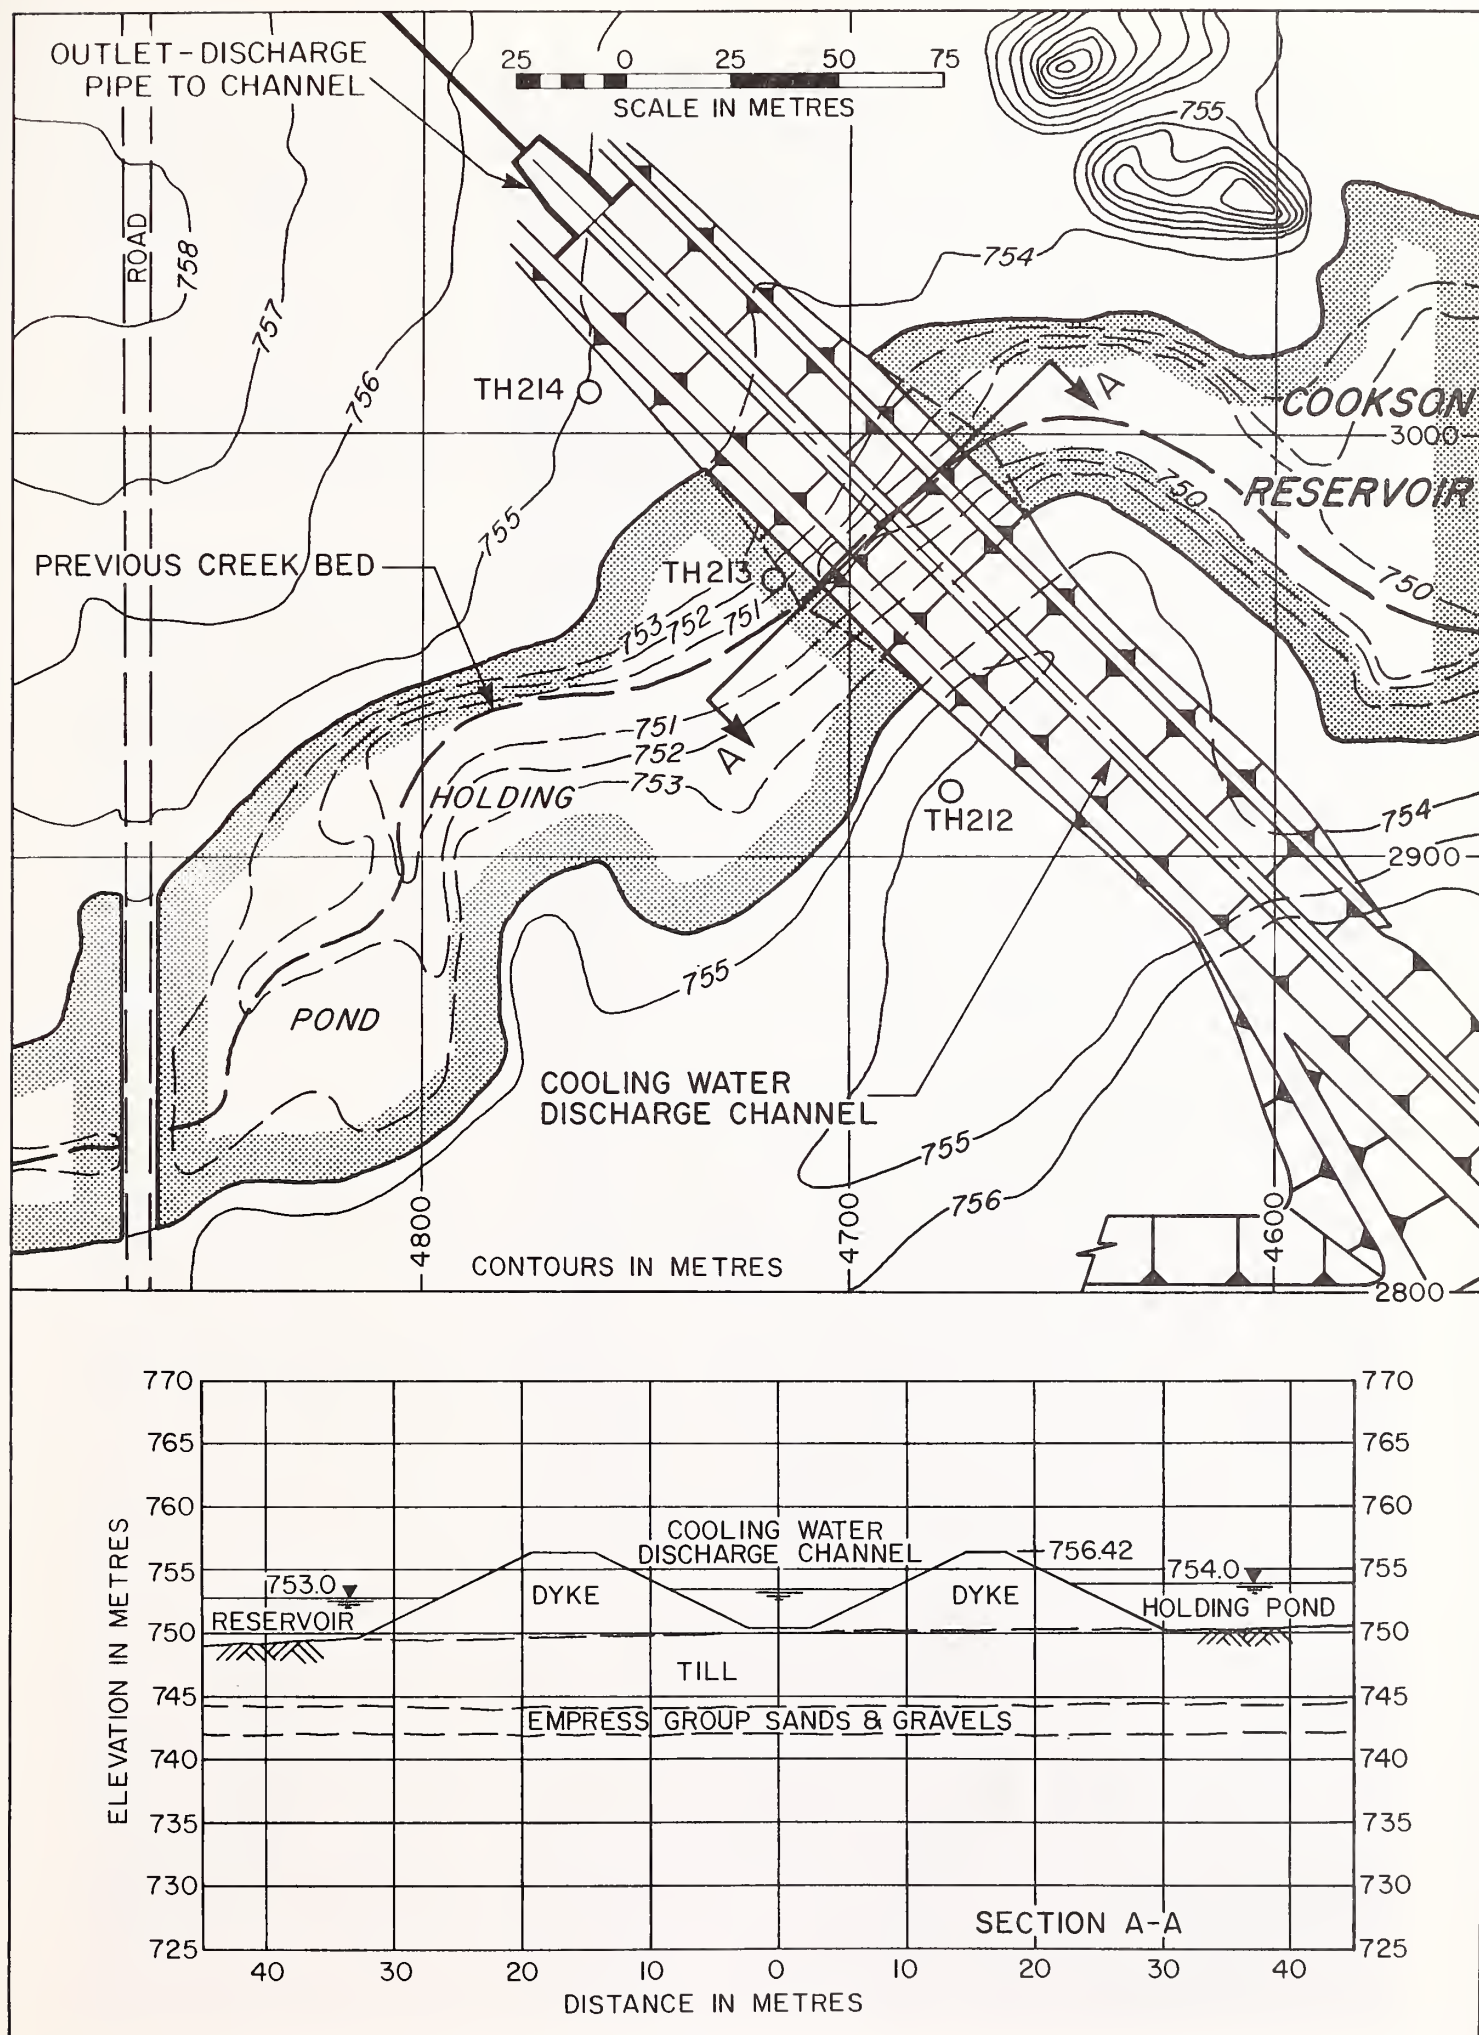 OUTLET-DISCHARGE
PIPE TO CHANNEL
25 0 25 50 75
SCALE IN METRES
755
ROAD
758
754
757
TH214
756
A
COOKSON
3000
750
RESERVOIR
755
PREVIOUS CREEK BED
TH213
750
753
752
751
751
A
752
HOLDING
753
TH212
754
2900
755
POND
COOLING WATER
DISCHARGE CHANNEL
755
756
4800
4700
4600
CONTOURS IN METRES
2800
770 770
765 765
760 760
COOLING WATER
DISCHARGE CHANNEL
756.42
755 755
753.0
754.0
DYKE DYKE
RESERVOIR
HOLDING POND
750 750
TILL
745 745
EMPRESS GROUP SANDS & GRAVELS
740 740
735 735
730 730
SECTION A-A
725 725
40 30 20 10 0 10 20 30 40
DISTANCE IN METRES
ELEVATION IN METRES